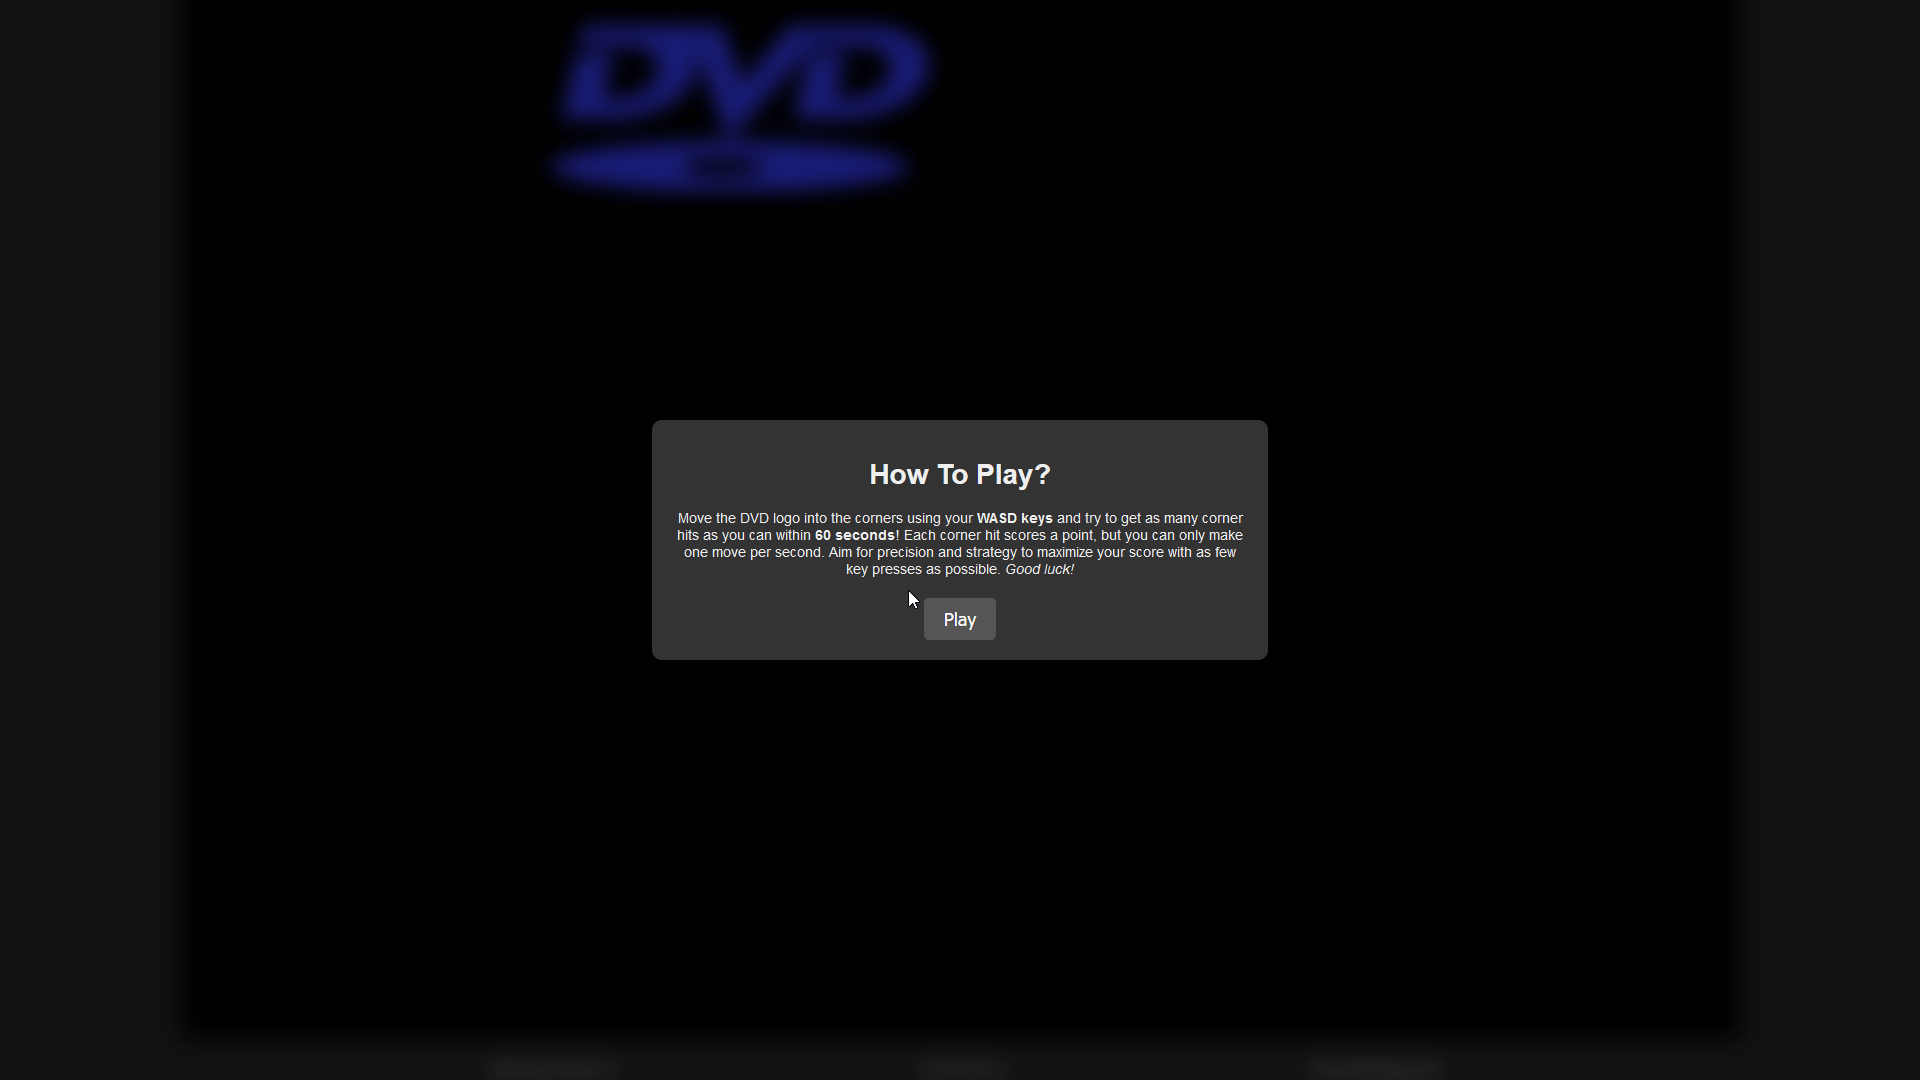 DVD
How To Play?
Move the DVD logo into the corners using your WASD keys and try to get as many corner
hits as you can within 60 seconds! Each corner hit scores a point, but you can only make
one move per second. Aim for precision and strategy to maximize your score with as few
key presses as possible. Good luck!
Play